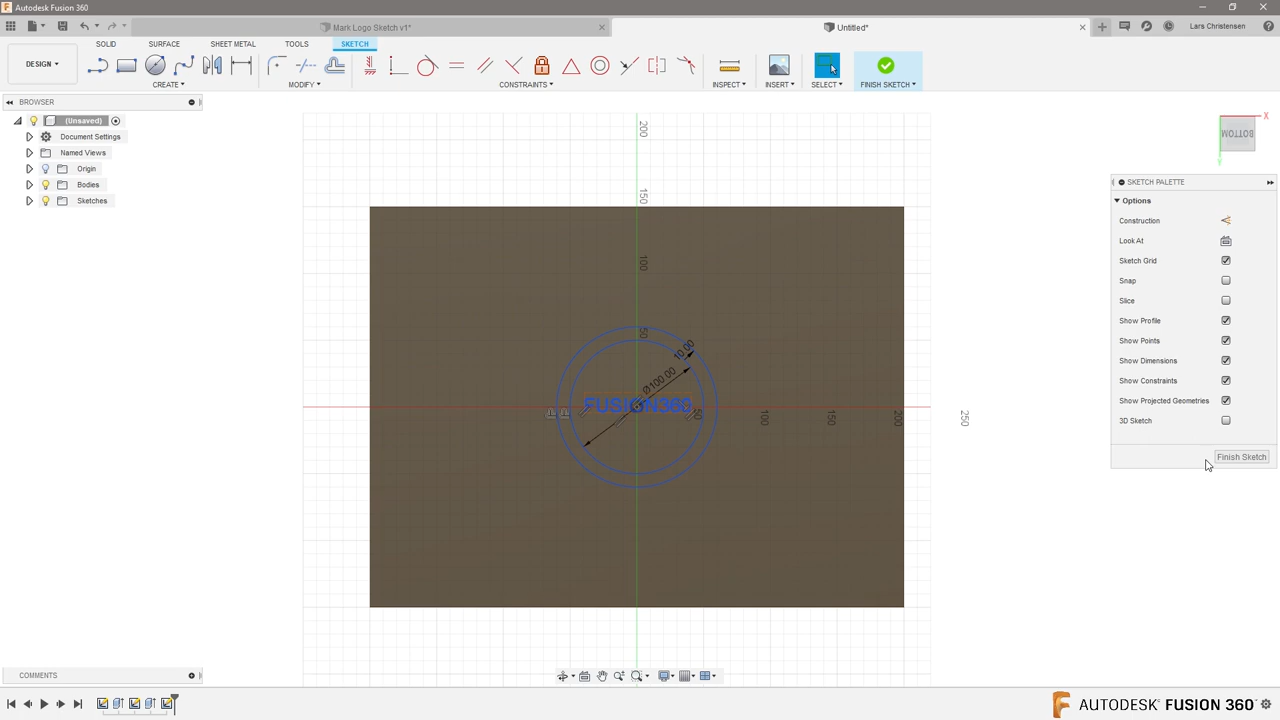 Autodesk Fusion 360
Mark Logo Sketch v1*
Untitled*
Lars Christensen
SOLID
SURFACE
SHEET METAL
TOOLS
SKETCH
DESIGN
CREATE
MODIFY
CONSTRAINTS
INSPECT
INSERT
SELECT
FINISH SKETCH
BROWSER
(Unsaved)
Document Settings
Named Views
Origin
Bodies
Sketches
BOTTOM
X
Y
SKETCH PALETTE
Options
Construction
Look At
Sketch Grid
Snap
Slice
Show Profile
Show Points
Show Dimensions
Show Constraints
Show Projected Geometries
3D Sketch
Finish Sketch
200
150
100
50
10.00
Ø100.00
FUSION360
50
100
150
200
250
COMMENTS
AUTODESK FUSION 360°